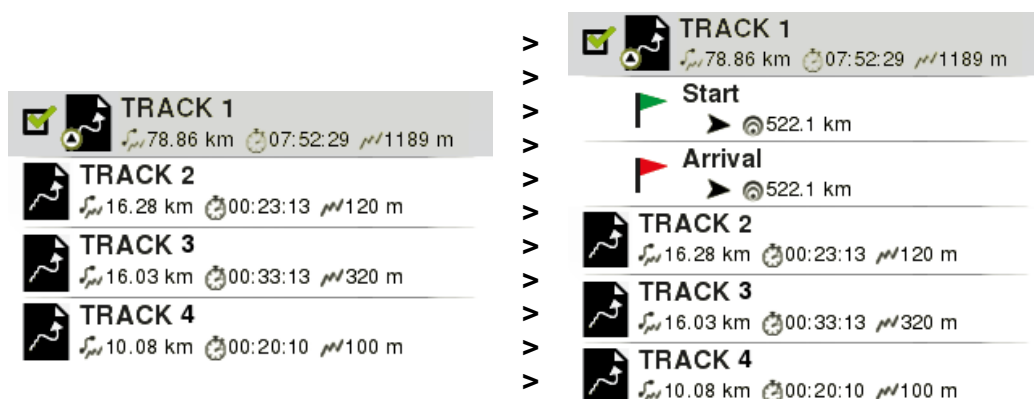 TRACK 1
78.86 km 07:52:29 1189 m
TRACK 2
16.28 km 00:23:13 120 m
TRACK 3
16.03 km 00:33:13 320 m
TRACK 4
10.08 km 00:20:10 100 m
>
>
>
>
>
>
>
>
>
>
>
TRACK 1
78.86 km 07:52:29 1189 m
Start
522.1 km
Arrival
522.1 km
TRACK 2
16.28 km 00:23:13 120 m
TRACK 3
16.03 km 00:33:13 320 m
TRACK 4
10.08 km 00:20:10 100 m